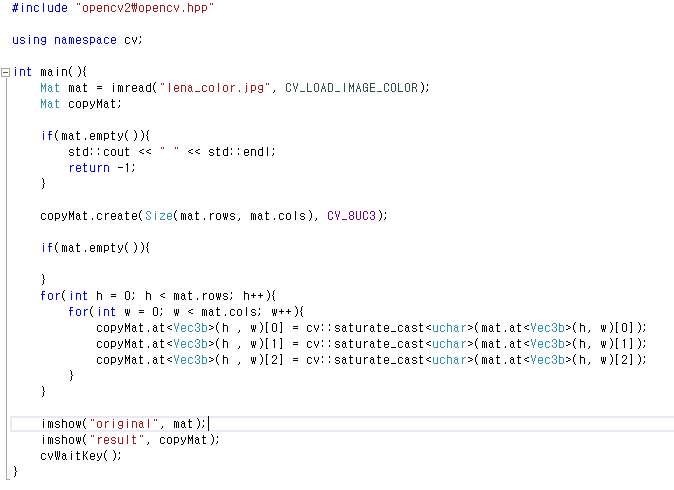 #include "opencv2₩opencv.hpp"
using namespace cv;
int main(){
Mat mat = imread("lena_color.jpg", CV_LOAD_IMAGE_COLOR);
Mat copyMat;
if(mat.empty()){
std::cout << " " << std::endl;
return -1;
}
copyMat.create(Size(mat.rows, mat.cols), CV_8UC3);
if(mat.empty()){
}
for(int h = 0; h < mat.rows; h++){
for(int w = 0; w < mat.cols; w++){
copyMat.at<Vec3b>(h , w)[0] = cv::saturate_cast<uchar>(mat.at<Vec3b>(h, w)[0]);
copyMat.at<Vec3b>(h , w)[1] = cv::saturate_cast<uchar>(mat.at<Vec3b>(h, w)[1]);
copyMat.at<Vec3b>(h , w)[2] = cv::saturate_cast<uchar>(mat.at<Vec3b>(h, w)[2]);
}
}
imshow("original", mat);
imshow("result", copyMat);
cvWaitKey();
}